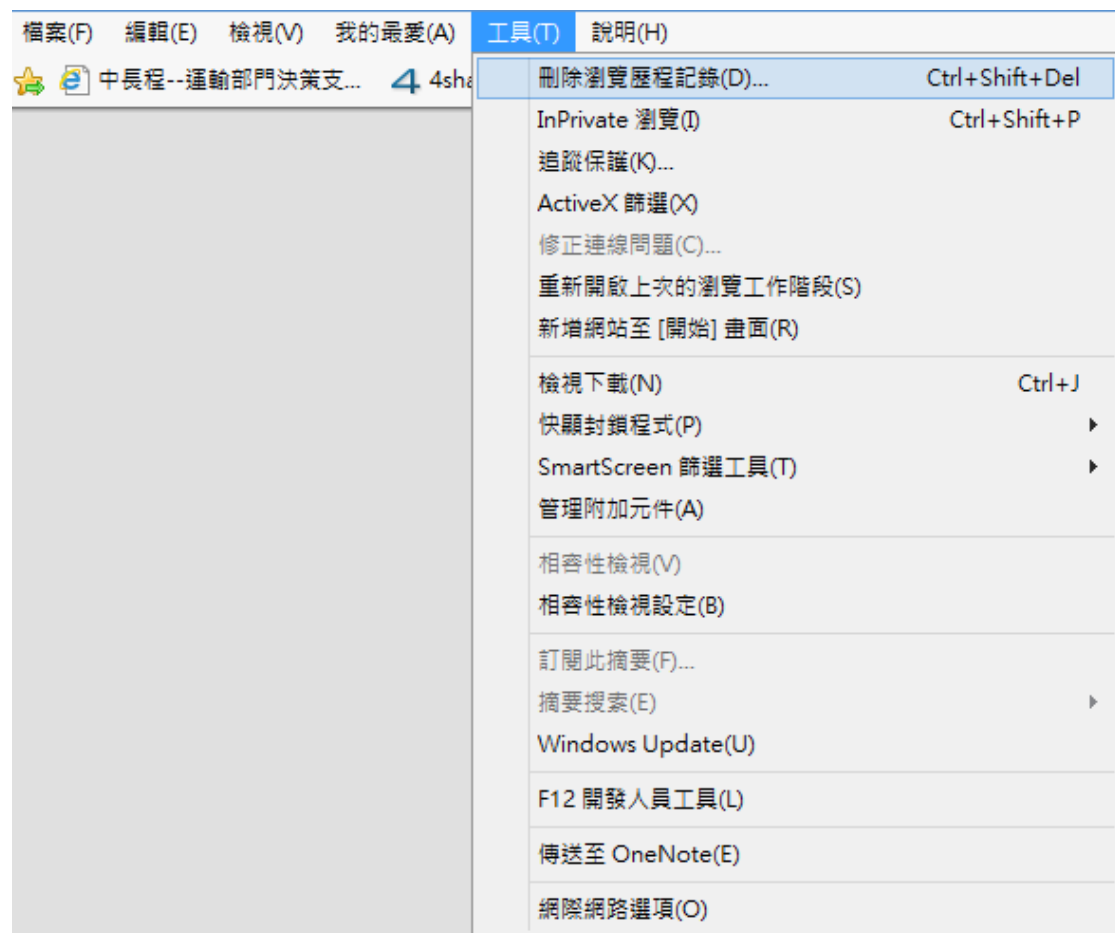 檔案(F) 編輯(E) 檢視(V) 我的最愛(A) 工具(T) 說明(H)
中長程--運輸部門決策支... 4sha
刪除瀏覽歷程記錄(D)... Ctrl+Shift+Del
InPrivate 瀏覽(I) Ctrl+Shift+P
追蹤保護(K)...
ActiveX 篩選(X)
修正連線問題(C)...
重新開啟上次的瀏覽工作階段(S)
新增網站至 [開始] 畫面(R)
檢視下載(N) Ctrl+J
快顯封鎖程式(P)
SmartScreen 篩選工具(T)
管理附加元件(A)
相容性檢視(V)
相容性檢視設定(B)
訂閱此摘要(F)...
摘要搜索(E)
Windows Update(U)
F12 開發人員工具(L)
傳送至 OneNote(E)
網際網路選項(O)